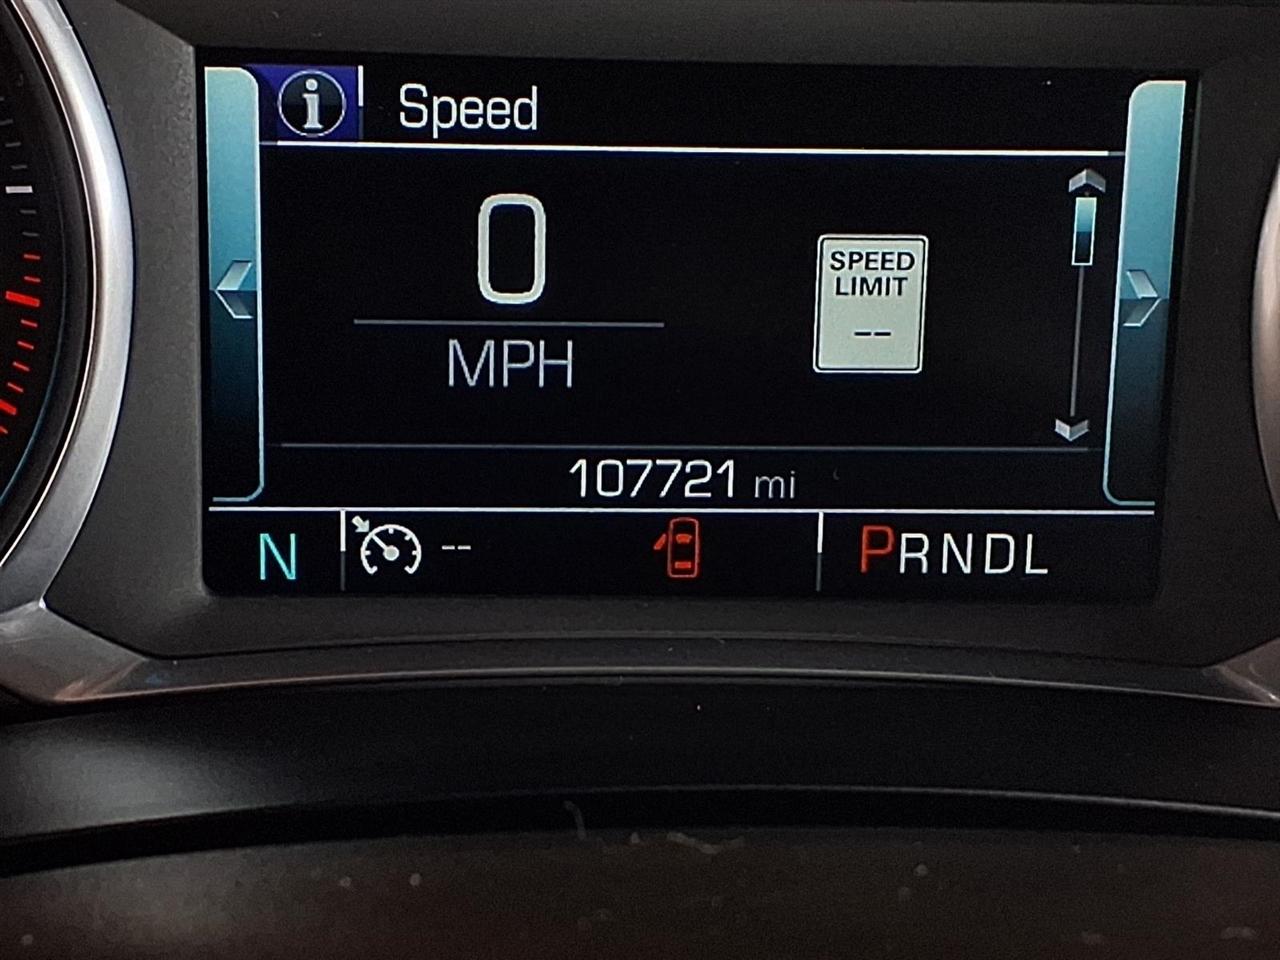 i Speed
0
MPH
SPEED
LIMIT
--
107721 mi
N -- PRNDL